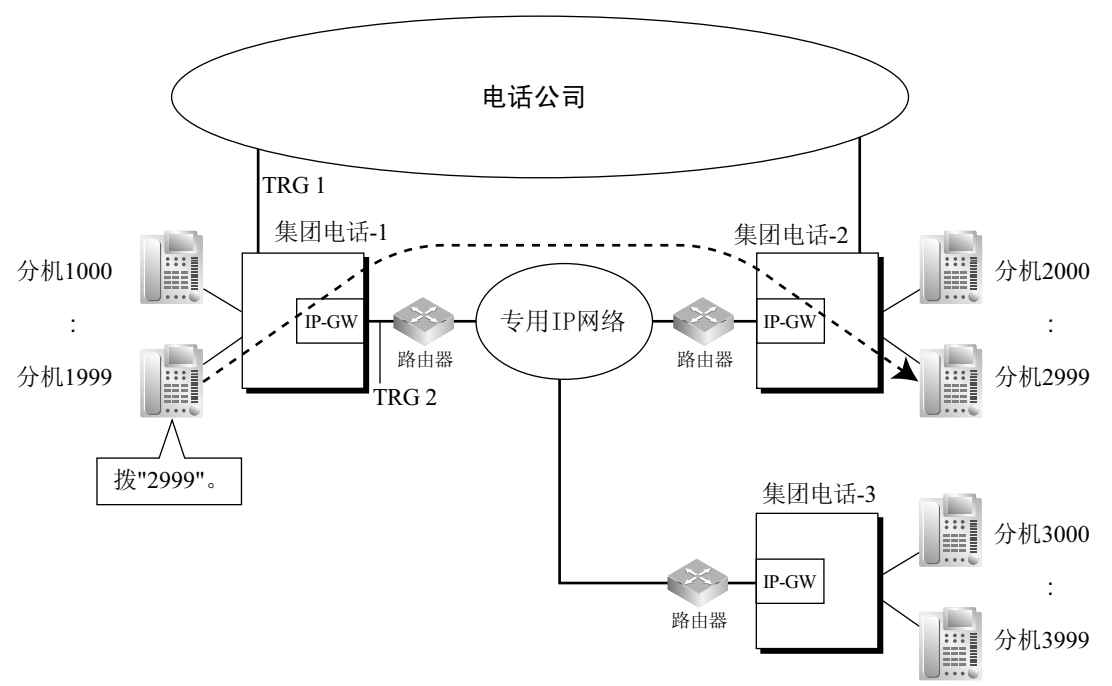 电话公司
TRG 1
集团电话-1
集团电话-2
分机1000
:
分机1999
IP-GW
路由器
TRG 2
专用IP网络
路由器
IP-GW
分机2000
:
分机2999
拨"2999"。
集团电话-3
IP-GW
路由器
分机3000
:
分机3999